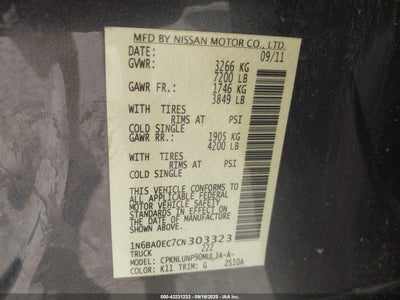 MFD BY NISSAN MOTOR CO., LTD.
DATE: 09/11
GVWR: 3266 KG
7200 LB
GAWR FR.: 1746 KG
3849 LB
WITH TIRES
RIMS AT PSI
COLD SINGLE
GAWR RR.: 1905 KG
4200 LB
WITH TIRES
RIMS AT PSI
COLD SINGLE
THIS VEHICLE CONFORMS TO
ALL APPLICABLE FEDERAL
MOTOR VEHICLE SAFETY
STANDARDS IN EFFECT ON
THE DATE OF MANUFACTURE
SHOWN ABOVE
1N6BA0EC7CN303323
TRUCK 222
MODEL: CPKNLUNP90MULJA-A-
COLOR: K11 TRIM: G ZS10A
000 - 43231233 - 09/18/2025 - © IAA, Inc.